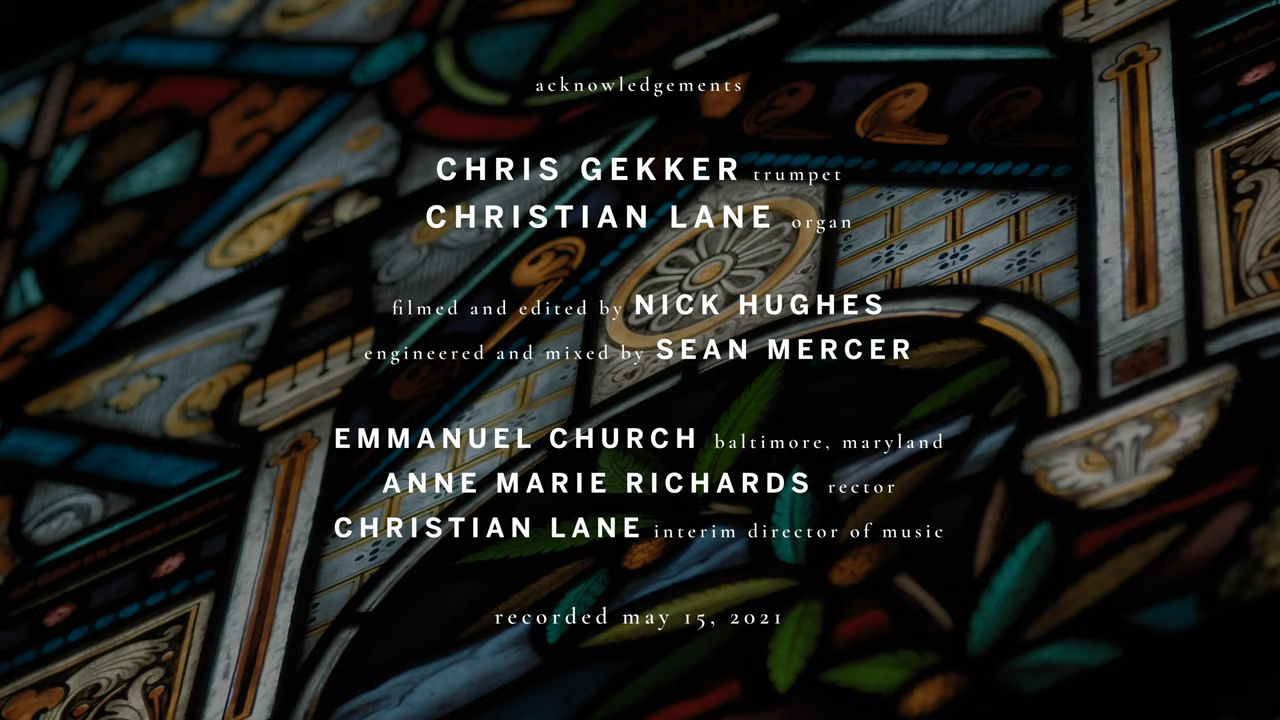 acknowledgements
CHRIS GEKKER trumpet
CHRISTIAN LANE organ
filmed and edited by NICK HUGHES
engineered and mixed by SEAN MERCER
EMMANUEL CHURCH baltimore, maryland
ANNE MARIE RICHARDS rector
CHRISTIAN LANE interim director of music
recorded may 15, 2021